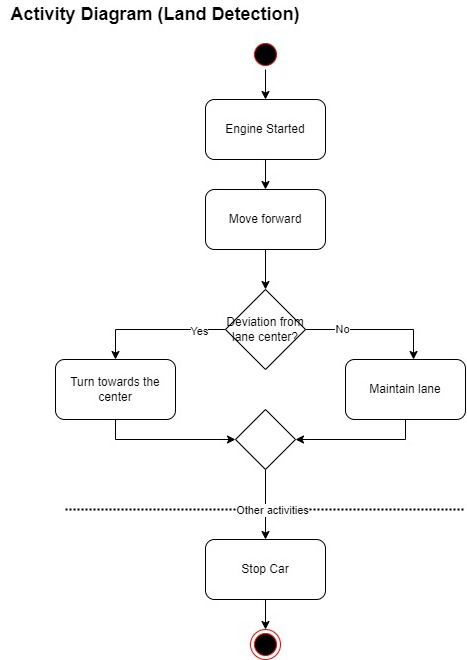 Activity Diagram (Land Detection)
Engine Started
Move forward
Deviation from
lane center?
Yes
No
Turn towards the
center
Maintain lane
Other activities
Stop Car